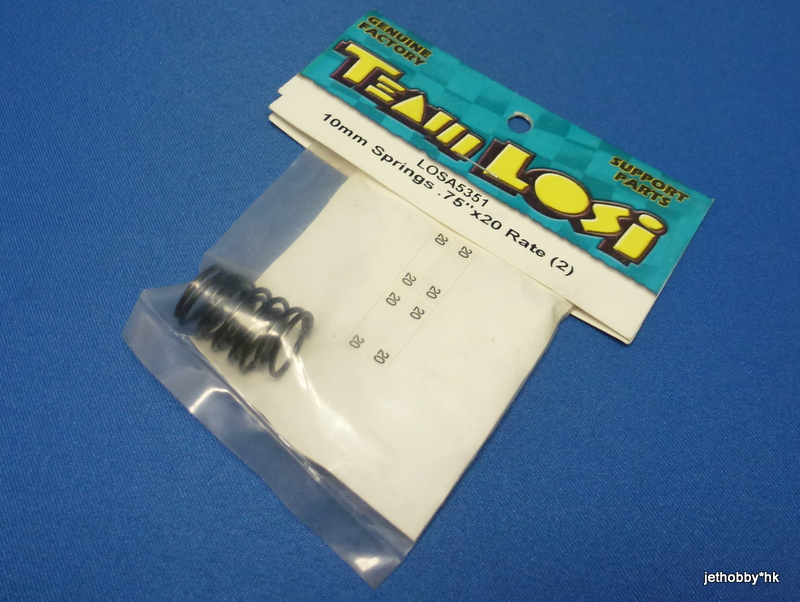 GENUINE
FACTORY
TEAM LOSI
SUPPORT
PARTS
LOSA5351
10mm Springs .75"x20 Rate (2)
20 20
20 20
20 20
20 20
jethobby*hk